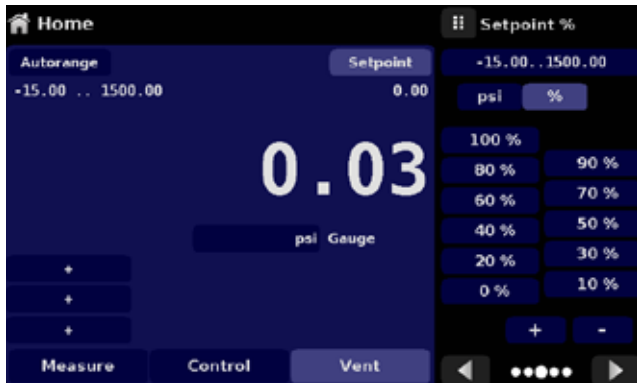 Home
Autorange
Setpoint
-15.00 .. 1500.00
0.00
0.03
psi Gauge
+
+
+
Measure
Control
Vent
Setpoint %
-15.00..1500.00
psi
%
100 %
90 %
80 %
70 %
60 %
50 %
40 %
30 %
20 %
10 %
0 %
+
-